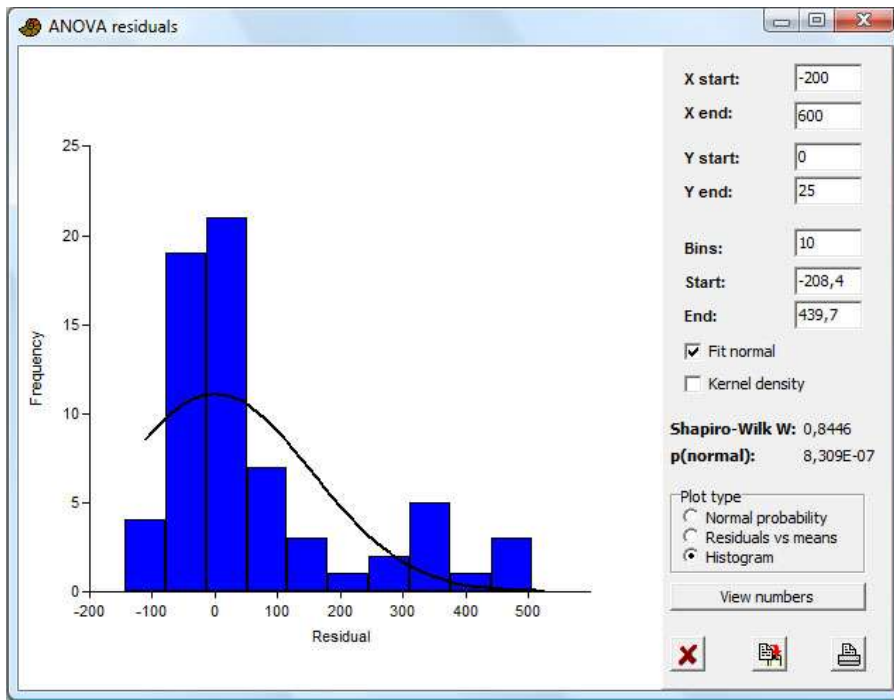 ANOVA residuals
25
20
15
10
5
0
Frequency
-200 -100 0 100 200 300 400 500
Residual
X start: -200
X end: 600
Y start: 0
Y end: 25
Bins: 10
Start: -208,4
End: 439,7
Fit normal
Kernel density
Shapiro-Wilk W: 0,8446
p(normal): 8,309E-07
Plot type
Normal probability
Residuals vs means
Histogram
View numbers